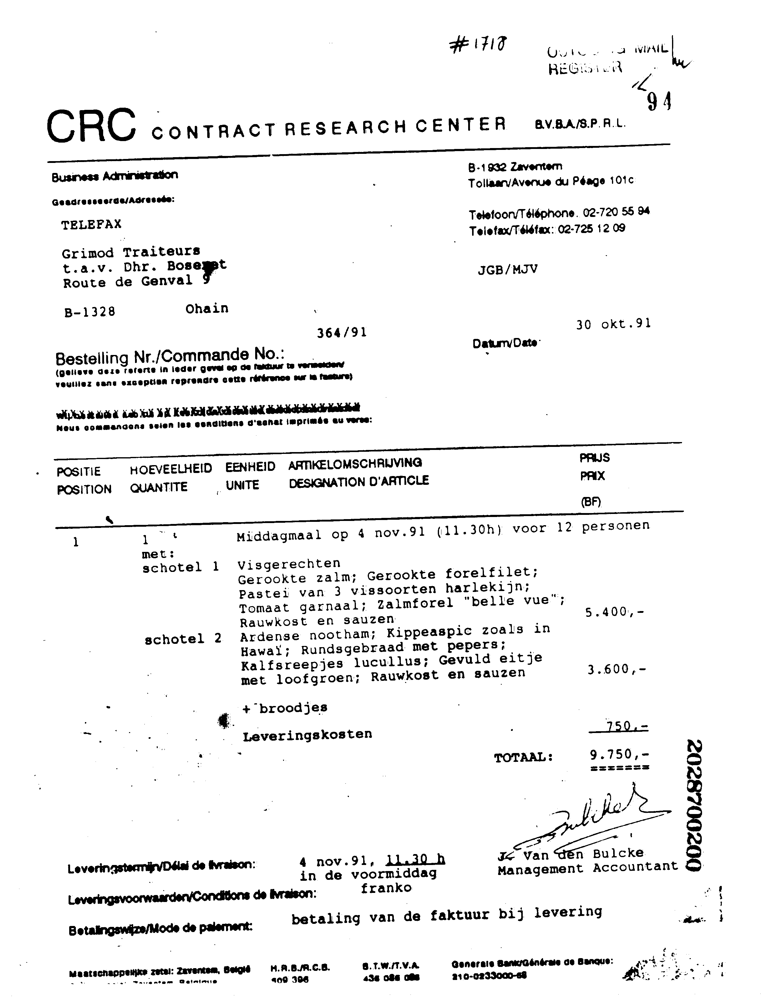 #1718
MAIL
REGISTER
94
CRC CONTRACT RESEARCH CENTER B.V.B.A/S.P.R.L.
Business Administration
B-1932 Zaventem
Tollaan/Avenue du Péage 101c
Geadresseerde/Adressée:
Telefoon/Téléphone. 02-720 55 94
Telefax/Téléfax: 02-725 12 09
TELEFAX
Grimod Traiteurs
t.a.v. Dhr.
Route de Genval 9
JGB/MJV
B-1328 Ohain
364/91
30 okt.91
Datum/Date
Bestelling Nr./Commande No.:
(gelieve deze referte in ieder geval op de faktuur te vermelden/
veuillez sans exception reprendre cette référence sur la facture)
Nous commandons selon les conditions d'achat imprimés au verso:
POSITIE HOEVEELHEID EENHEID ARTIKELOMSCHRIJVING PRIJS
POSITION QUANTITE UNITE DESIGNATION D'ARTICLE PRIX
(BF)
1 1 Middagmaal op 4 nov.91 (11.30h) voor 12 personen
met:
schotel 1 Visgerechten
Gerookte zalm; Gerookte forelfilet;
Pastei van 3 vissoorten harlekijn;
Tomaat garnaal; Zalmforel "belle vue";
Rauwkost en sauzen 5.400,-
schotel 2 Ardense nootham; Kippeaspic zoals in
Hawaï; Rundsgebraad met pepers;
Kalfsreepjes lucullus; Gevuld eitje
met loofgroen; Rauwkost en sauzen 3.600,-
+ broodjes
Leveringskosten 750,-
TOTAAL: 9.750,-
=======
2028700200
J. Van den Bulcke
Management Accountant
Leveringstermijn/Délai de livraison: 4 nov.91, 11.30 h
in de voormiddag
Leveringsvoorwaarden/Conditions de livraison: franko
Betalingswijze/Mode de paiement: betaling van de faktuur bij levering
Maatschappelijke zetel: Zaventem, België H.R.B./R.C.B. B.T.W./T.V.A. Generale Bank/Générale de Banque:
409 396 436 086 086 210-0233000-68